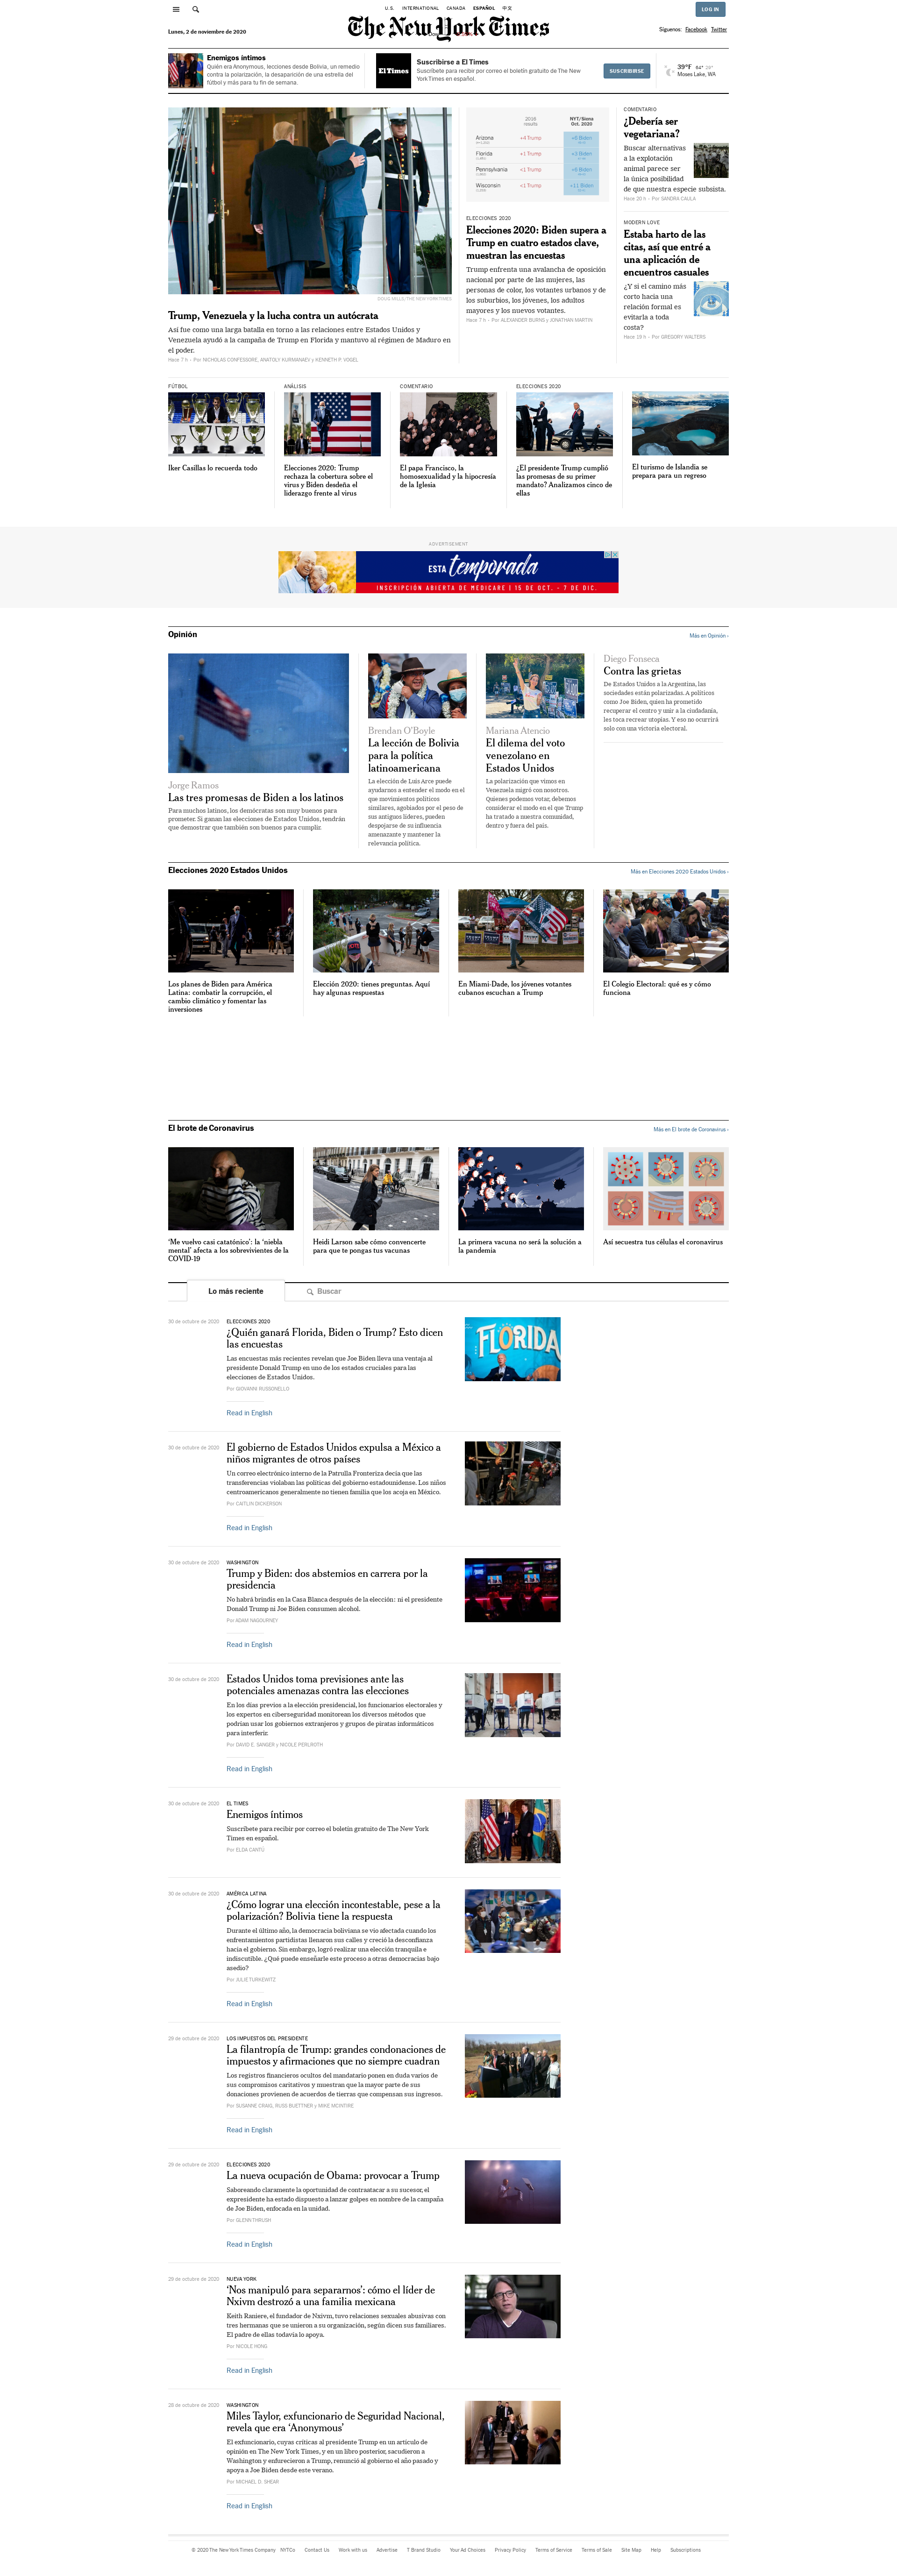 U.S. INTERNATIONAL CANADA ESPAÑOL 中文
LOG IN
The New York Times
Lunes, 2 de noviembre de 2020
Síguenos: Facebook Twitter
Enemigos íntimos
Quién era Anonymous, lecciones desde Bolivia, un remedio
contra la polarización, la desaparición de una estrella del
fútbol y más para tu fin de semana.
El Times
Suscribirse a El Times
Suscríbete para recibir por correo el boletín gratuito de The New
York Times en español.
SUSCRIBIRSE
39°F
Moses Lake, WA
DOUG MILLS/THE NEW YORK TIMES
Trump, Venezuela y la lucha contra un autócrata
Así fue como una larga batalla en torno a las relaciones entre Estados Unidos y
Venezuela ayudó a la campaña de Trump en Florida y mantuvo al régimen de Maduro en
el poder.
Hace 7 h - Por NICHOLAS CONFESSORE, ANATOLY KURMANAEV y KENNETH P. VOGEL
2016 results
NYT/Siena Oct. 2020
Arizona +4 Trump +6 Biden
Florida +1 Trump +3 Biden
Pennsylvania <1 Trump +6 Biden
Wisconsin <1 Trump +11 Biden
ELECCIONES 2020
Elecciones 2020: Biden supera a
Trump en cuatro estados clave,
muestran las encuestas
Trump enfrenta una avalancha de oposición
nacional por parte de las mujeres, las
personas de color, los votantes urbanos y de
los suburbios, los jóvenes, los adultos
mayores y los nuevos votantes.
Hace 7 h - Por ALEXANDER BURNS y JONATHAN MARTIN
COMENTARIO
¿Debería ser
vegetariana?
Buscar alternativas
a la explotación
animal parece ser
la única posibilidad
de que nuestra especie subsista.
Hace 20 h - Por SANDRA CAULA
MODERN LOVE
Estaba harto de las
citas, así que entré a
una aplicación de
encuentros casuales
¿Y si el camino más
corto hacia una
relación formal es
evitarla a toda
costa?
Hace 19 h - Por GREGORY WALTERS
FÚTBOL
Iker Casillas lo recuerda todo
ANÁLISIS
Elecciones 2020: Trump
rechaza la cobertura sobre el
virus y Biden desdeña el
liderazgo frente al virus
COMENTARIO
El papa Francisco, la
homosexualidad y la hipocresía
de la Iglesia
ELECCIONES 2020
¿El presidente Trump cumplió
las promesas de su primer
mandato? Analizamos cinco de
ellas
El turismo de Islandia se
prepara para un regreso
ADVERTISEMENT
ESTA temporada
INSCRIPCIÓN ABIERTA DE MEDICARE | 15 DE OCT. - 7 DE DIC.
Opinión
Más en Opinión ›
Jorge Ramos
Las tres promesas de Biden a los latinos
Para muchos latinos, los demócratas son muy buenos para
prometer. Si ganan las elecciones de Estados Unidos, tendrán
que demostrar que también son buenos para cumplir.
Brendan O'Boyle
La lección de Bolivia
para la política
latinoamericana
La elección de Luis Arce puede
ayudarnos a entender el modo en el
que movimientos políticos
similares, agobiados por el peso de
sus antiguos líderes, pueden
despojarse de su influencia
amenazante y mantener la
relevancia política.
Mariana Atencio
El dilema del voto
venezolano en
Estados Unidos
La polarización que vimos en
Venezuela migró con nosotros.
Quienes podemos votar, debemos
considerar el modo en el que Trump
ha tratado a nuestra comunidad,
dentro y fuera del país.
Diego Fonseca
Contra las grietas
De Estados Unidos a la Argentina, las
sociedades están polarizadas. A políticos
como Joe Biden, quien ha prometido
recuperar el centro y unir a la ciudadanía,
les toca recrear utopías. Y eso no ocurrirá
solo con una victoria electoral.
Elecciones 2020 Estados Unidos
Más en Elecciones 2020 Estados Unidos ›
Los planes de Biden para América
Latina: combatir la corrupción, el
cambio climático y fomentar las
inversiones
Elección 2020: tienes preguntas. Aquí
hay algunas respuestas
En Miami-Dade, los jóvenes votantes
cubanos escuchan a Trump
El Colegio Electoral: qué es y cómo
funciona
El brote de Coronavirus
Más en El brote de Coronavirus ›
'Me vuelvo casi catatónico': la 'niebla
mental' afecta a los sobrevivientes de la
COVID-19
Heidi Larson sabe cómo convencerte
para que te pongas tus vacunas
La primera vacuna no será la solución a
la pandemia
Así secuestra tus células el coronavirus
Lo más reciente
Buscar
30 de octubre de 2020
ELECCIONES 2020
¿Quién ganará Florida, Biden o Trump? Esto dicen
las encuestas
Las encuestas más recientes revelan que Joe Biden lleva una ventaja al
presidente Donald Trump en uno de los estados cruciales para las
elecciones de Estados Unidos.
Por GIOVANNI RUSSONELLO
Read in English
FLORIDA
30 de octubre de 2020
El gobierno de Estados Unidos expulsa a México a
niños migrantes de otros países
Un correo electrónico interno de la Patrulla Fronteriza decía que las
transferencias violaban las políticas del gobierno estadounidense. Los niños
centroamericanos generalmente no tienen familia que los acoja en México.
Por CAITLIN DICKERSON
Read in English
30 de octubre de 2020
WASHINGTON
Trump y Biden: dos abstemios en carrera por la
presidencia
No habrá brindis en la Casa Blanca después de la elección: ni el presidente
Donald Trump ni Joe Biden consumen alcohol.
Por ADAM NAGOURNEY
Read in English
30 de octubre de 2020
Estados Unidos toma previsiones ante las
potenciales amenazas contra las elecciones
En los días previos a la elección presidencial, los funcionarios electorales y
los expertos en ciberseguridad monitorean los diversos métodos que
podrían usar los gobiernos extranjeros y grupos de piratas informáticos
para interferir.
Por DAVID E. SANGER y NICOLE PERLROTH
Read in English
30 de octubre de 2020
EL TIMES
Enemigos íntimos
Suscríbete para recibir por correo el boletín gratuito de The New York
Times en español.
Por ELDA CANTÚ
30 de octubre de 2020
AMÉRICA LATINA
¿Cómo lograr una elección incontestable, pese a la
polarización? Bolivia tiene la respuesta
Durante el último año, la democracia boliviana se vio afectada cuando los
enfrentamientos partidistas llenaron sus calles y creció la desconfianza
hacia el gobierno. Sin embargo, logró realizar una elección tranquila e
indiscutible. ¿Qué puede enseñarle este proceso a otras democracias bajo
asedio?
Por JULIE TURKEWITZ
Read in English
29 de octubre de 2020
LOS IMPUESTOS DEL PRESIDENTE
La filantropía de Trump: grandes condonaciones de
impuestos y afirmaciones que no siempre cuadran
Los registros financieros ocultos del mandatario ponen en duda varios de
sus compromisos caritativos y muestran que la mayor parte de sus
donaciones provienen de acuerdos de tierras que compensan sus ingresos.
Por SUSANNE CRAIG, RUSS BUETTNER y MIKE MCINTIRE
Read in English
29 de octubre de 2020
ELECCIONES 2020
La nueva ocupación de Obama: provocar a Trump
Saboreando claramente la oportunidad de contraatacar a su sucesor, el
expresidente ha estado dispuesto a lanzar golpes en nombre de la campaña
de Joe Biden, enfocada en la unidad.
Por GLENN THRUSH
Read in English
29 de octubre de 2020
NUEVA YORK
'Nos manipuló para separarnos': cómo el líder de
Nxivm destrozó a una familia mexicana
Keith Raniere, el fundador de Nxivm, tuvo relaciones sexuales abusivas con
tres hermanas que se unieron a su organización, según dicen sus familiares.
El padre de ellas todavía lo apoya.
Por NICOLE HONG
Read in English
28 de octubre de 2020
WASHINGTON
Miles Taylor, exfuncionario de Seguridad Nacional,
revela que era 'Anonymous'
El exfuncionario, cuyas críticas al presidente Trump en un artículo de
opinión en The New York Times, y en un libro posterior, sacudieron a
Washington y enfurecieron a Trump, renunció al gobierno el año pasado y
apoya a Joe Biden desde este verano.
Por MICHAEL D. SHEAR
Read in English
© 2020 The New York Times Company NYTCo Contact Us Work with us Advertise T Brand Studio Your Ad Choices Privacy Policy Terms of Service Terms of Sale Site Map Help Subscriptions